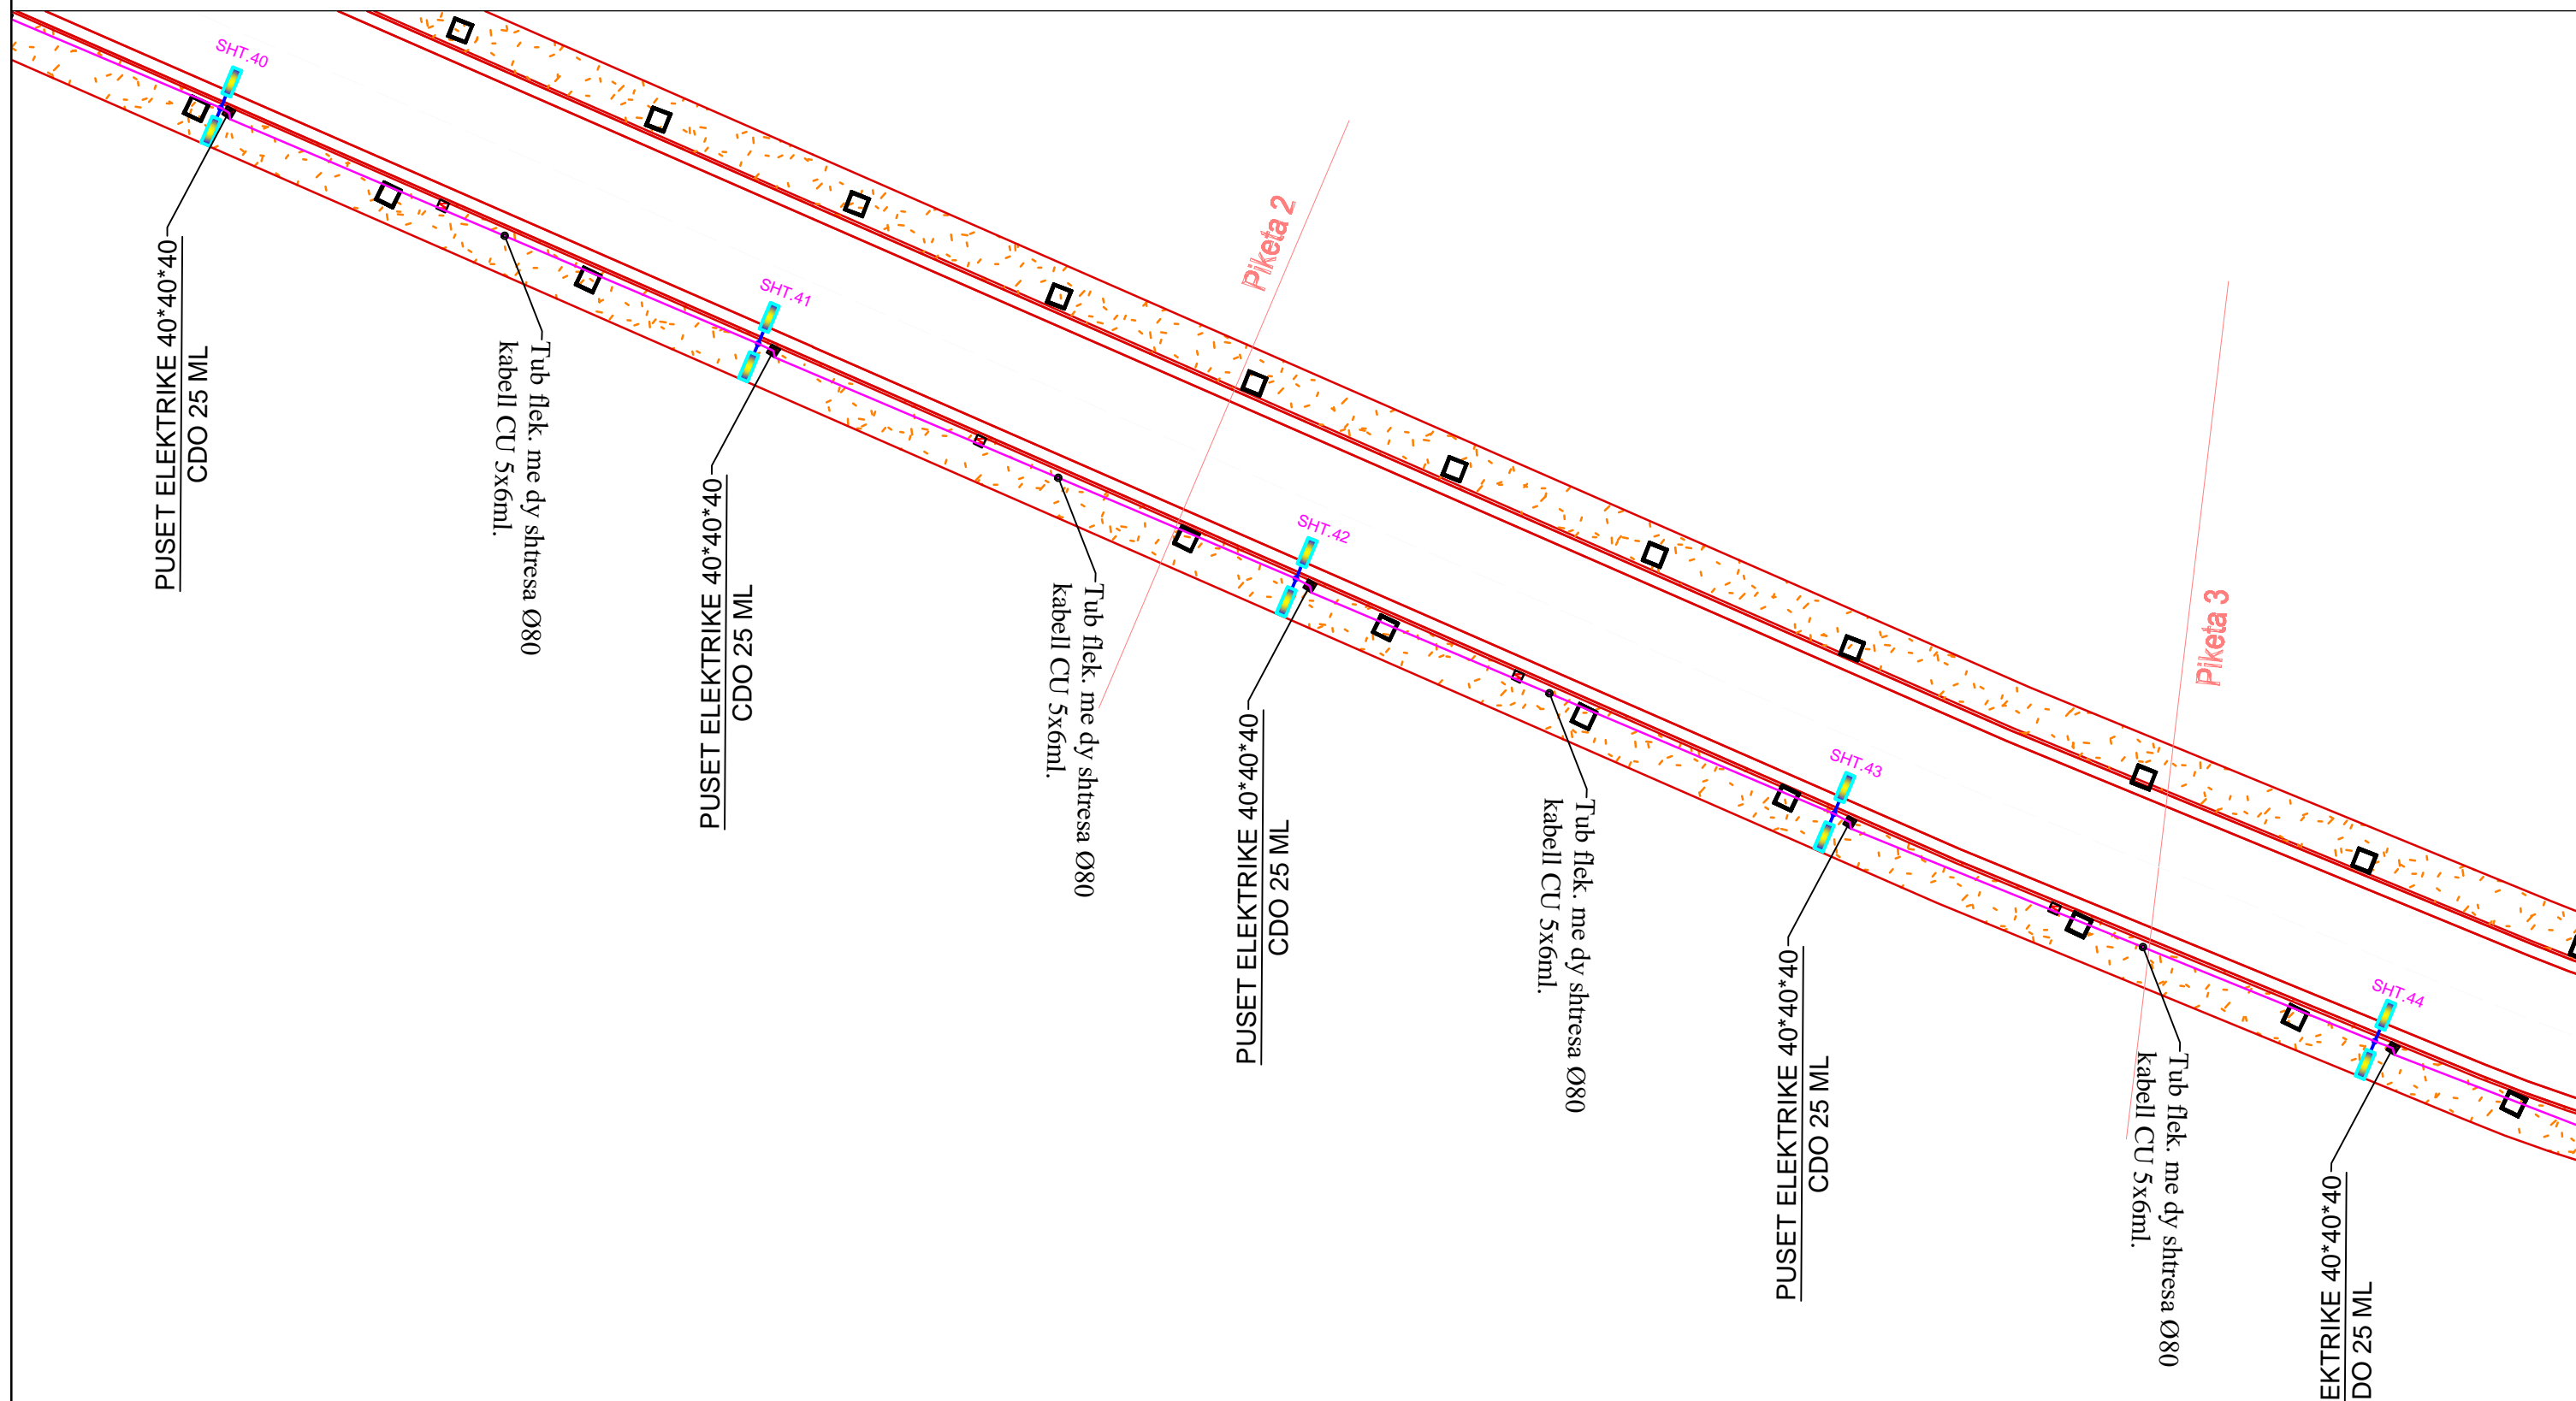 SHT.40
PUSET ELEKTRIKE 40*40*40
CDO 25 ML
Tub flek. me dy shtresa Ø80
kabell CU 5x6ml.
SHT.41
PUSET ELEKTRIKE 40*40*40
CDO 25 ML
Tub flek. me dy shtresa Ø80
kabell CU 5x6ml.
Piketa 2
SHT.42
PUSET ELEKTRIKE 40*40*40
CDO 25 ML
Tub flek. me dy shtresa Ø80
kabell CU 5x6ml.
SHT.43
PUSET ELEKTRIKE 40*40*40
CDO 25 ML
Piketa 3
Tub flek. me dy shtresa Ø80
kabell CU 5x6ml.
SHT.44
EKTRIKE 40*40*40
DO 25 ML